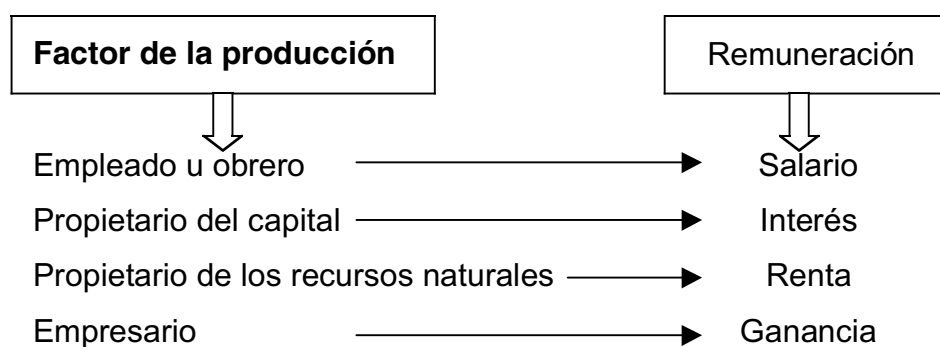 Factor de la producción Remuneración
Empleado u obrero Salario
Propietario del capital Interés
Propietario de los recursos naturales Renta
Empresario Ganancia